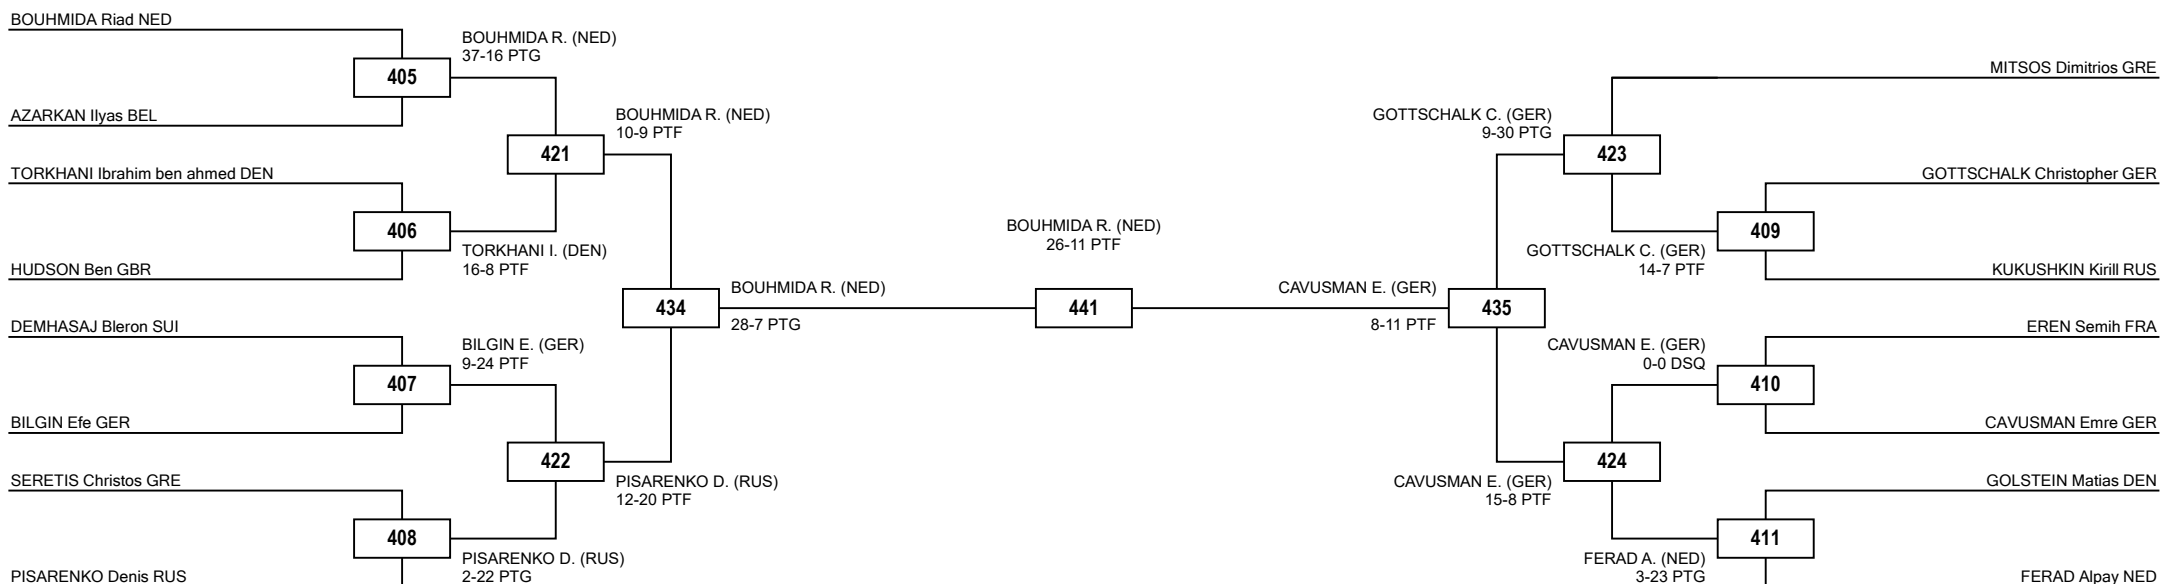 BOUHMIDA Riad NED
BOUHMIDA R. (NED)
37-16 PTG
405
AZARKAN Ilyas BEL
BOUHMIDA R. (NED)
10-9 PTF
421
TORKHANI Ibrahim ben ahmed DEN
406
TORKHANI I. (DEN)
16-8 PTF
HUDSON Ben GBR
434
BOUHMIDA R. (NED)
28-7 PTG
DEMHASAJ Bleron SUI
BILGIN E. (GER)
9-24 PTF
407
BILGIN Efe GER
422
PISARENKO D. (RUS)
12-20 PTF
SERETIS Christos GRE
408
PISARENKO D. (RUS)
2-22 PTG
PISARENKO Denis RUS
BOUHMIDA R. (NED)
26-11 PTF
441
MITSOS Dimitrios GRE
GOTTSCHALK C. (GER)
9-30 PTG
423
GOTTSCHALK Christopher GER
409
GOTTSCHALK C. (GER)
14-7 PTF
KUKUSHKIN Kirill RUS
CAVUSMAN E. (GER)
8-11 PTF
435
EREN Semih FRA
CAVUSMAN E. (GER)
0-0 DSQ
410
CAVUSMAN Emre GER
424
CAVUSMAN E. (GER)
15-8 PTF
GOLSTEIN Matias DEN
411
FERAD A. (NED)
3-23 PTG
FERAD Alpay NED